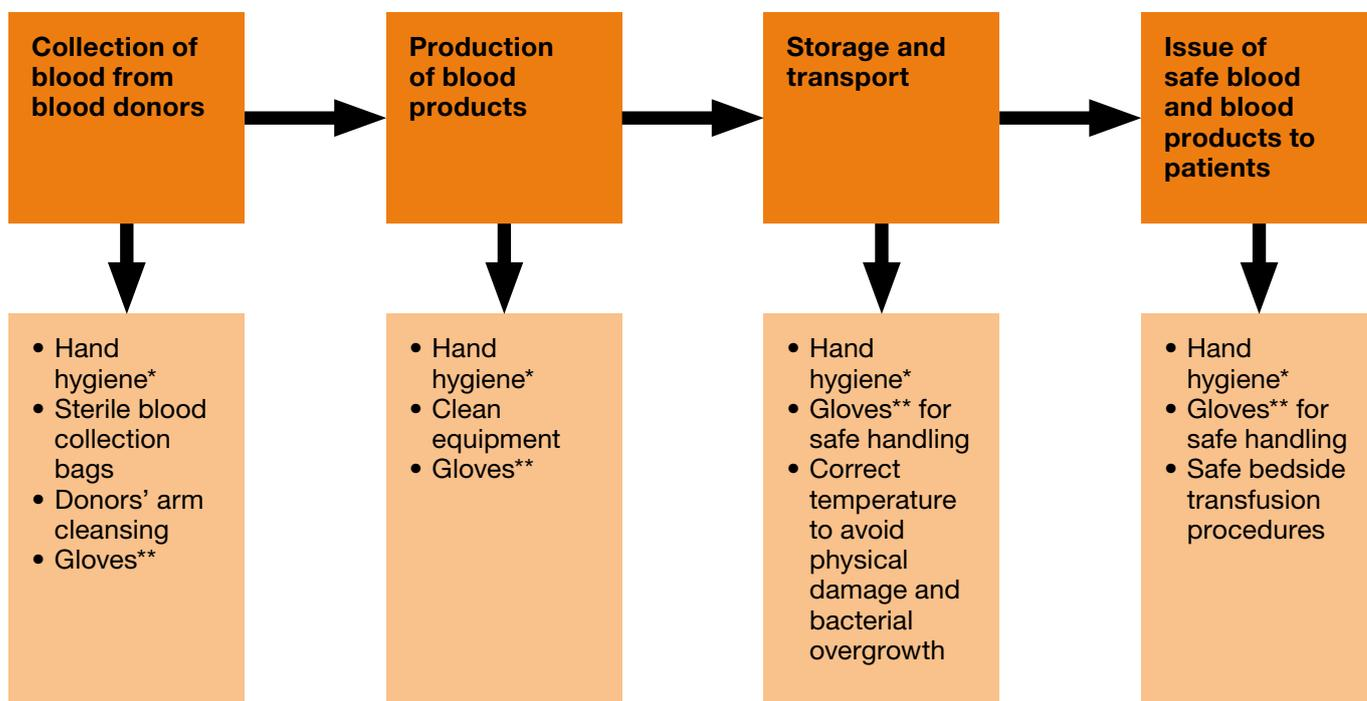 Collection of
blood from
blood donors
Production
of blood
products
Storage and
transport
Issue of
safe blood
and blood
products to
patients
• Hand
hygiene*
• Sterile blood
collection
bags
• Donors’ arm
cleansing
• Gloves**
• Hand
hygiene*
• Clean
equipment
• Gloves**
• Hand
hygiene*
• Gloves** for
safe handling
• Correct
temperature
to avoid
physical
damage and
bacterial
overgrowth
• Hand
hygiene*
• Gloves** for
safe handling
• Safe bedside
transfusion
procedures